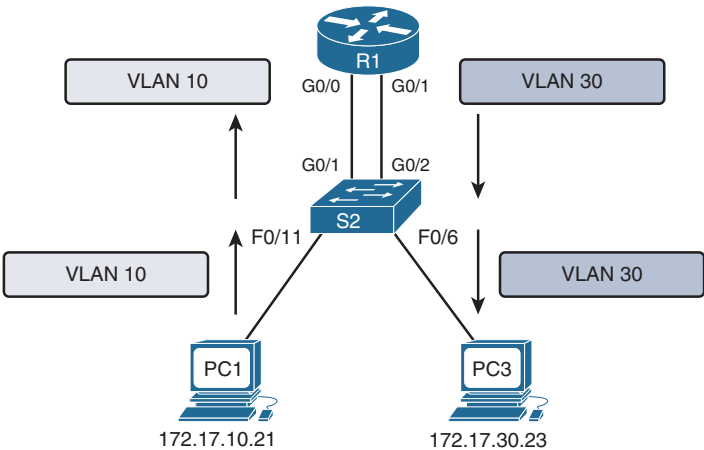 R1
VLAN 10
G0/0
G0/1
VLAN 30
G0/1
G0/2
S2
F0/11
F0/6
VLAN 10
VLAN 30
PC1
PC3
172.17.10.21
172.17.30.23